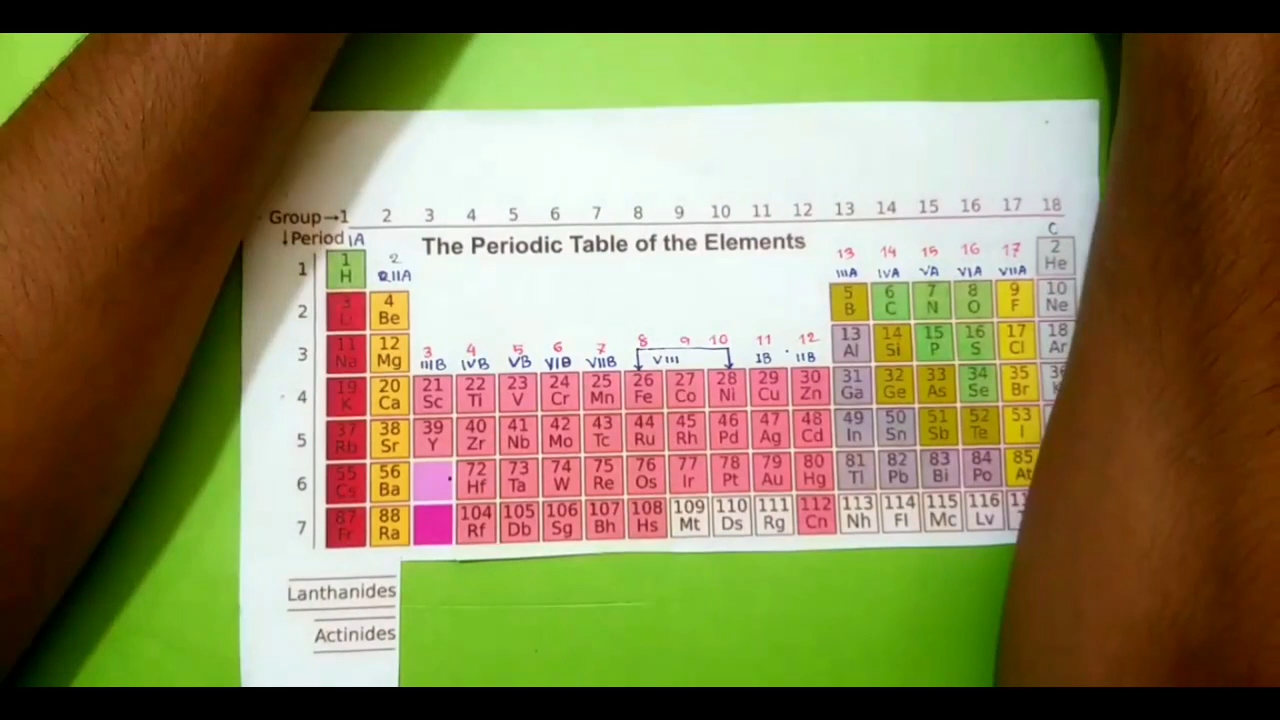 Group→1 2 3 4 5 6 7 8 9 10 11 12 13 14 15 16 17 18
↓Period IA
The Periodic Table of the Elements
C
2 13 14 15 16 17
IIA IIIA IVA VA VIA VIIA
1 1 2
H He
2 3 4 5 6 7 8 9 10
Li Be B C N O F Ne
3 4 5 6 7 8 9 10 11 12
IIIB IVB VB VIB VIIB VIII IB IIB
3 11 12 13 14 15 16 17 18
Na Mg Al Si P S Cl Ar
4 19 20 21 22 23 24 25 26 27 28 29 30 31 32 33 34 35 36
K Ca Sc Ti V Cr Mn Fe Co Ni Cu Zn Ga Ge As Se Br K
5 37 38 39 40 41 42 43 44 45 46 47 48 49 50 51 52 53
Rb Sr Y Zr Nb Mo Tc Ru Rh Pd Ag Cd In Sn Sb Te I
6 55 56 72 73 74 75 76 77 78 79 80 81 82 83 84 85
Cs Ba Hf Ta W Re Os Ir Pt Au Hg Tl Pb Bi Po At
7 87 88 104 105 106 107 108 109 110 111 112 113 114 115 116
Fr Ra Rf Db Sg Bh Hs Mt Ds Rg Cn Nh Fl Mc Lv
Lanthanides
Actinides